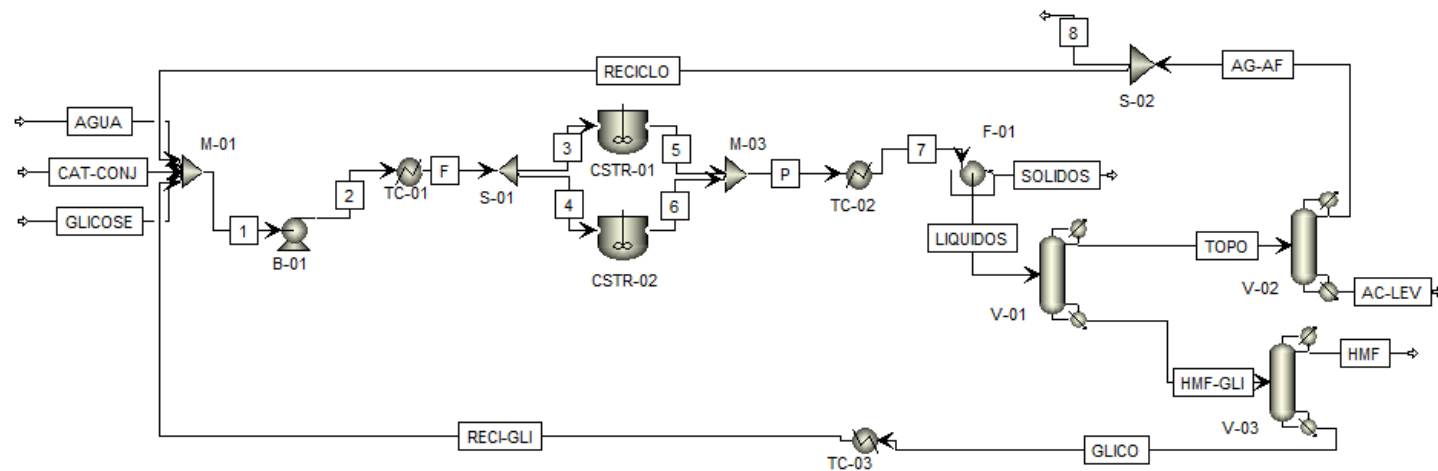 8
RECICLO
AG-AF
S-02
AGUA
M-01
CAT-CONJ
GLICOSE
1
B-01
2
TC-01
F
S-01
3
4
CSTR-01
CSTR-02
5
6
M-03
P
TC-02
7
F-01
SOLIDOS
LIQUIDOS
V-01
TOPO
V-02
AC-LEV
HMF-GLI
HMF
V-03
RECI-GLI
TC-03
GLICO